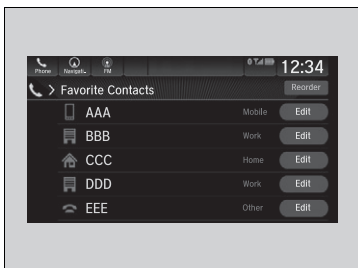 Phone Navigati.. FM 12:34
Favorite Contacts Reorder
AAA Mobile Edit
BBB Work Edit
CCC Home Edit
DDD Work Edit
EEE Other Edit